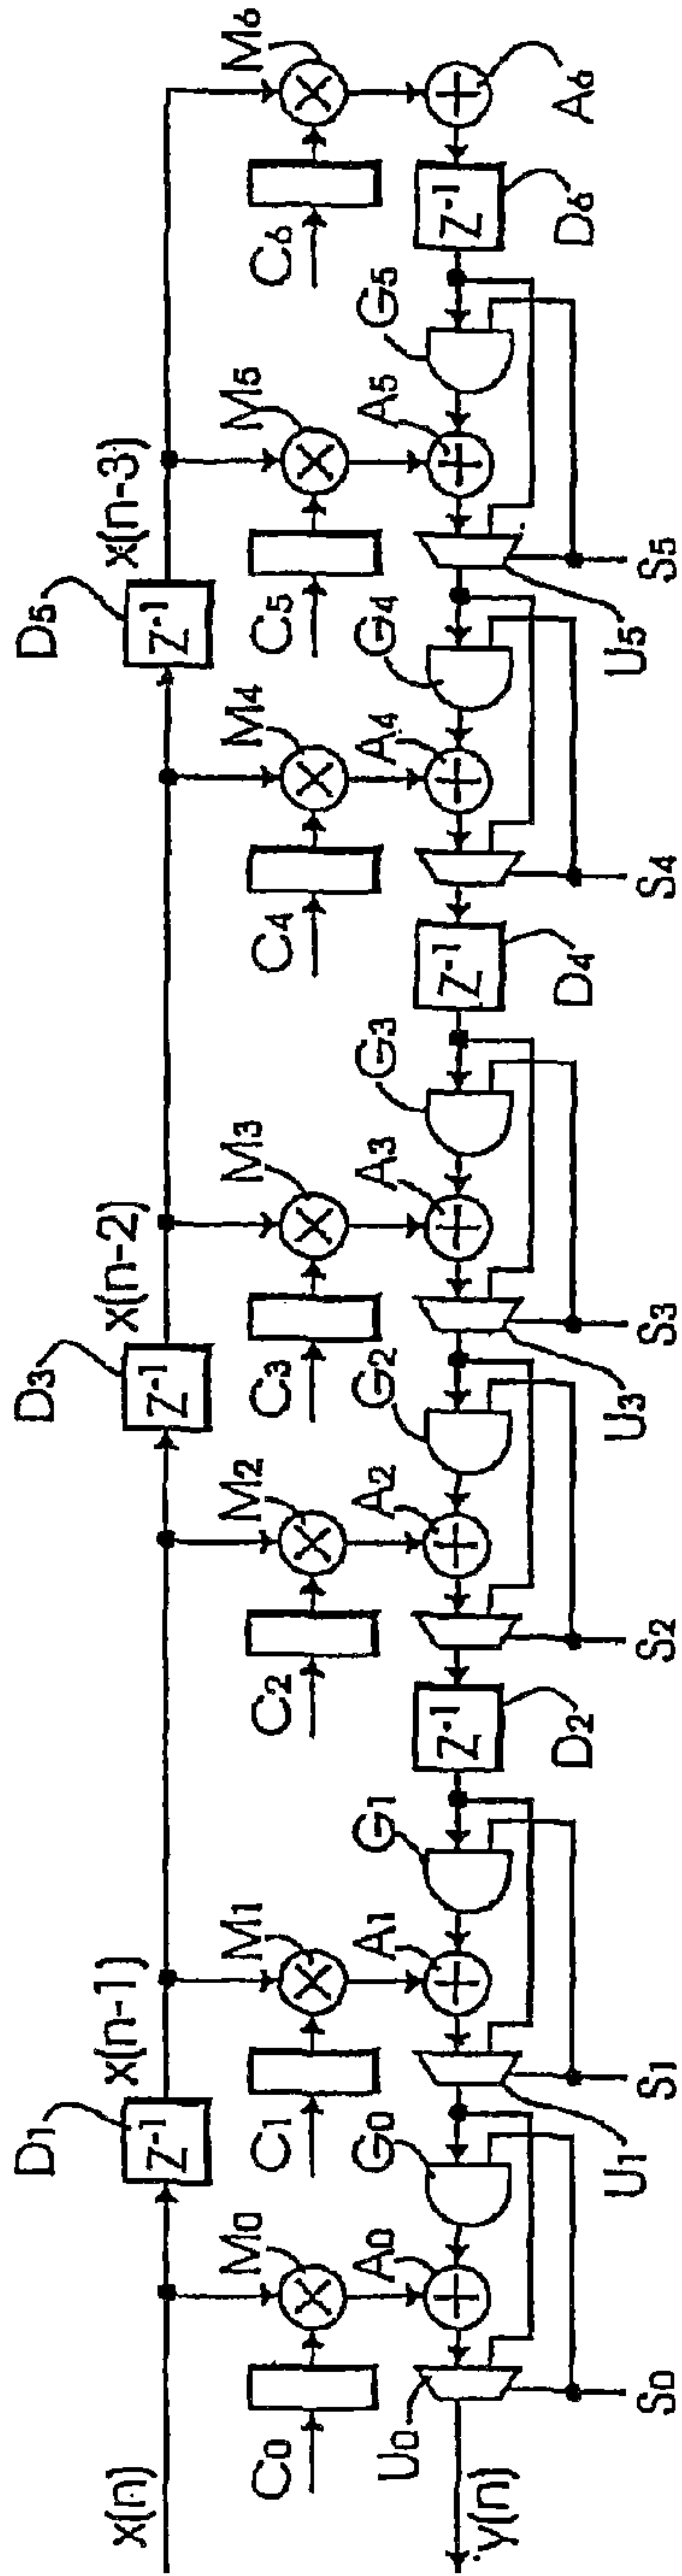 x(n)
D1
Z-1
x(n-1)
D3
Z-1
x(n-2)
D5
Z-1
x(n-3)
C0
M0
C1
M1
C2
M2
C3
M3
C4
M4
C5
M5
C6
M6
y(n)
U0
A0
G0
A1
G1
Z-1
A2
G2
A3
G3
Z-1
A4
G4
A5
G5
Z-1
A6
S0
U1
S1
D2
S2
U3
S3
D4
S4
U5
S5
D6